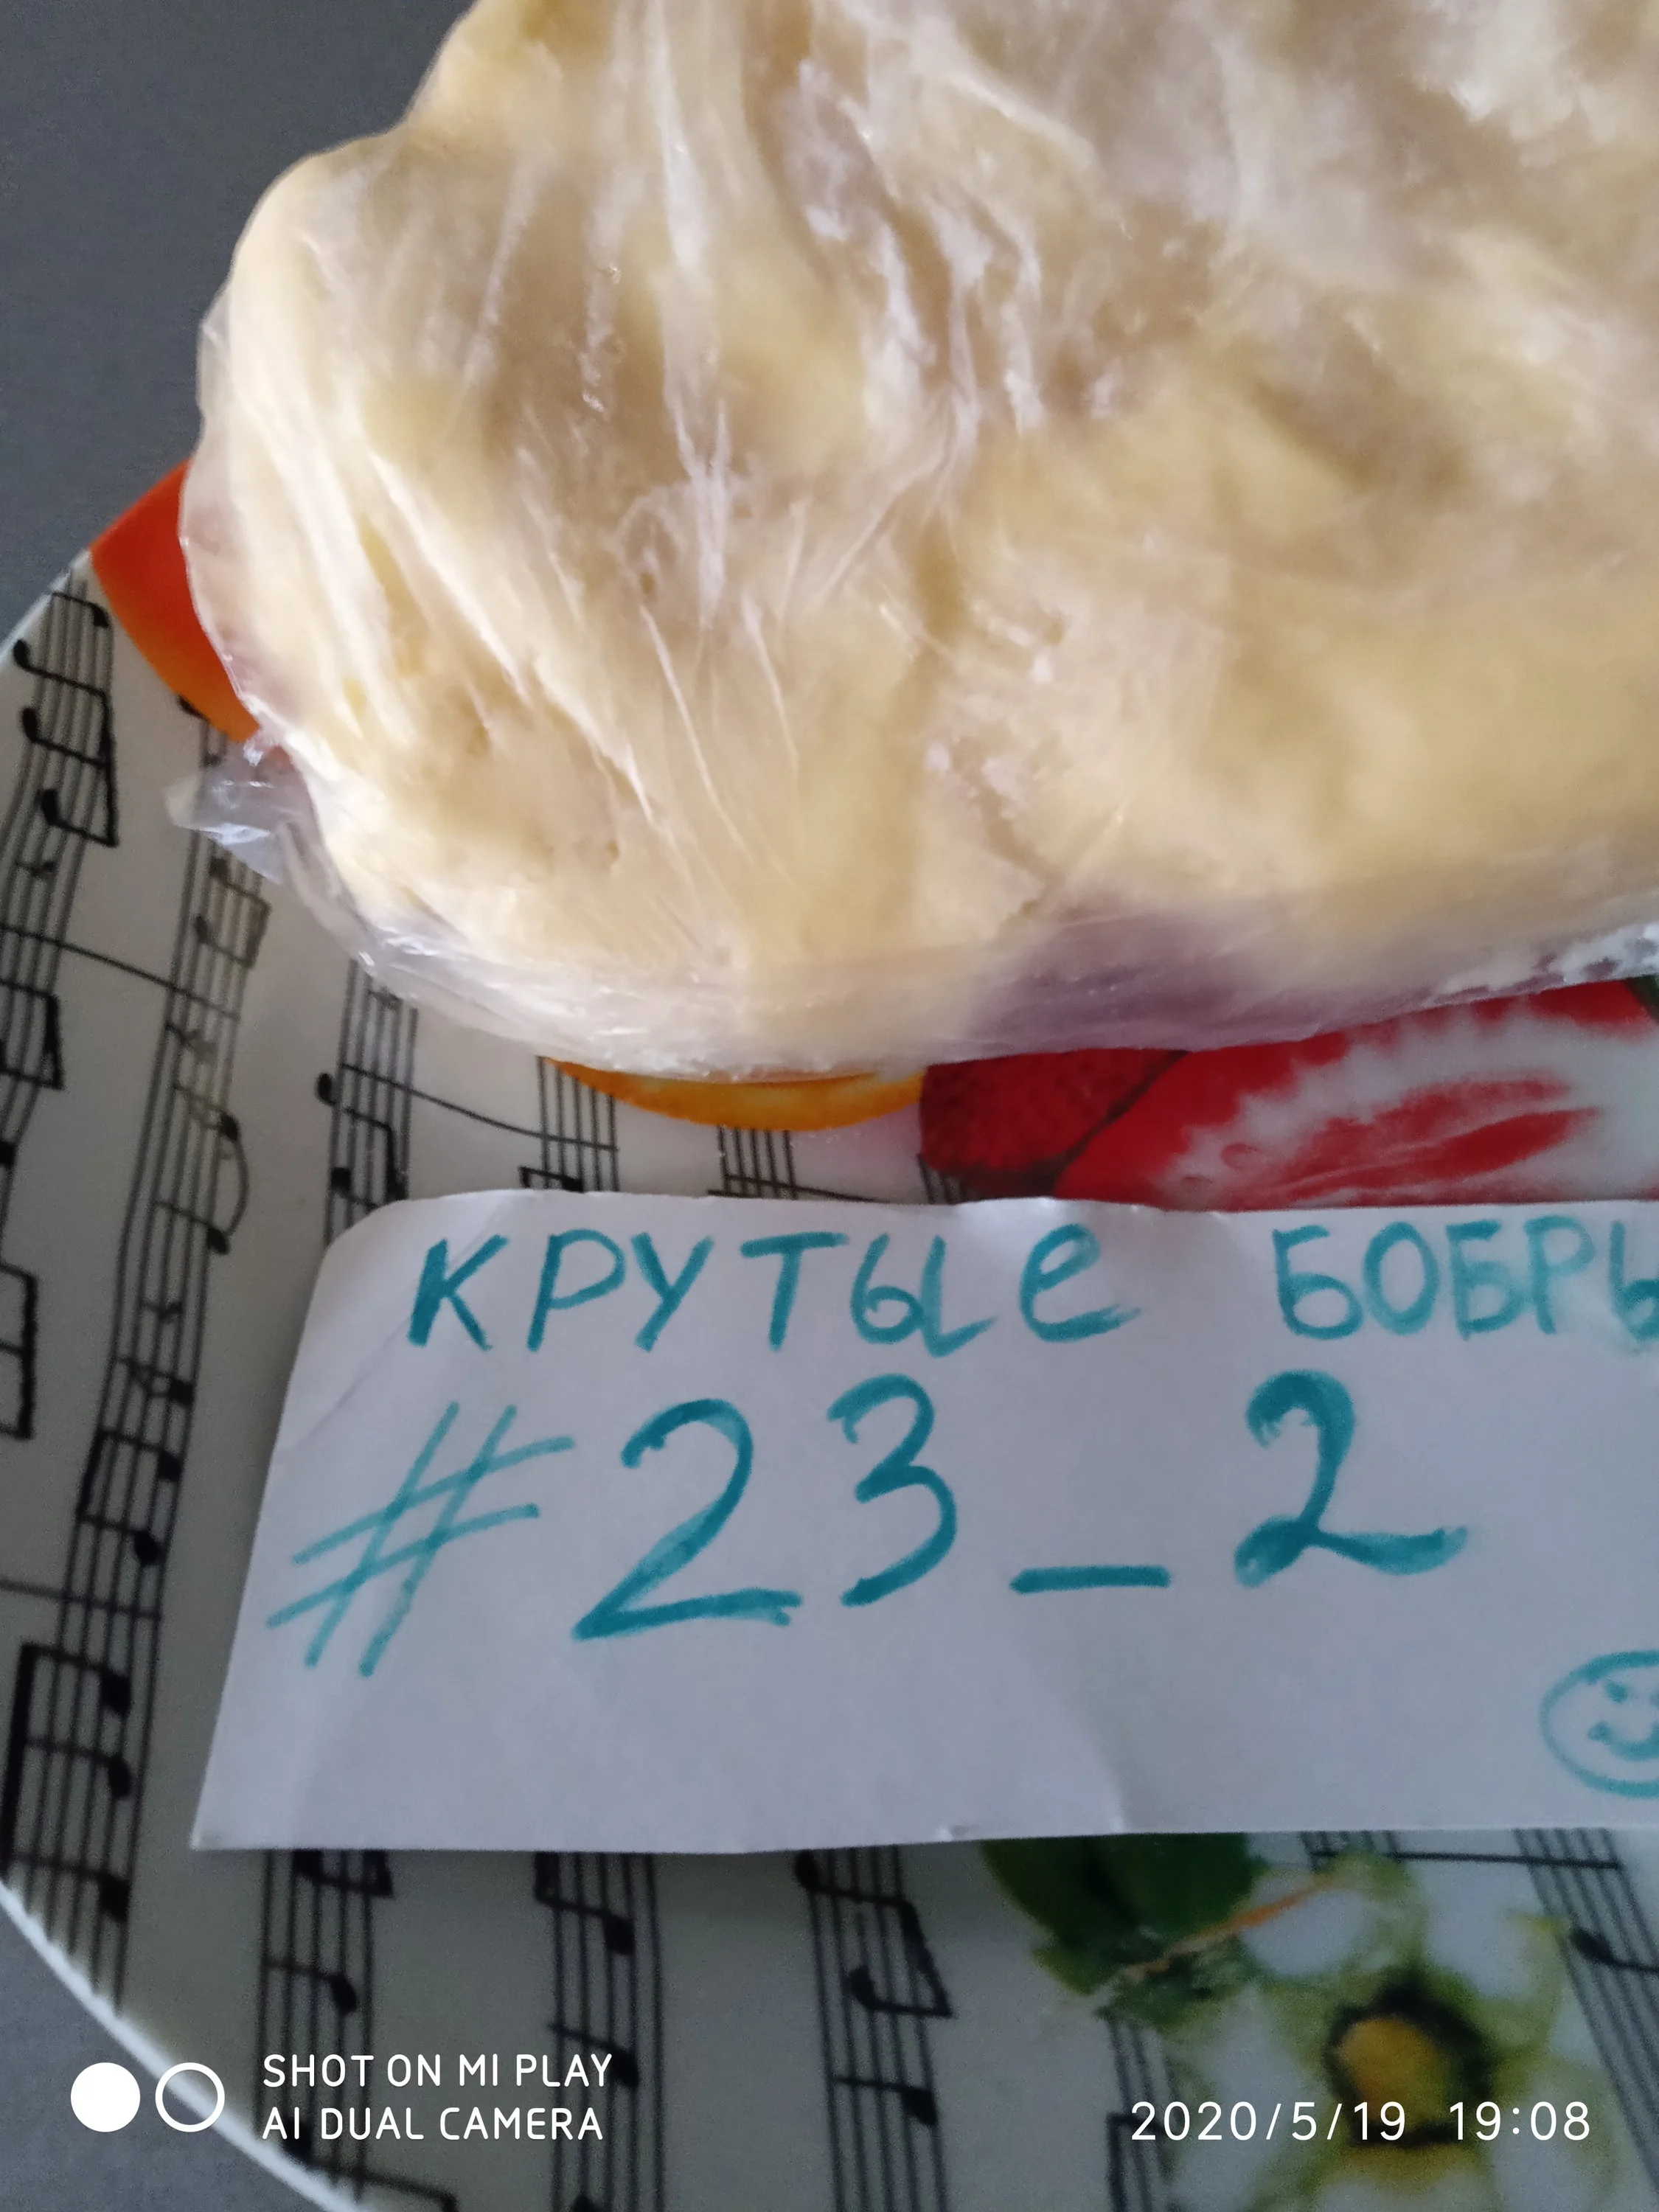 КРУТЫЕ БОБРЫ
#23_2
SHOT ON MI PLAY
AI DUAL CAMERA
2020/5/19 19:08